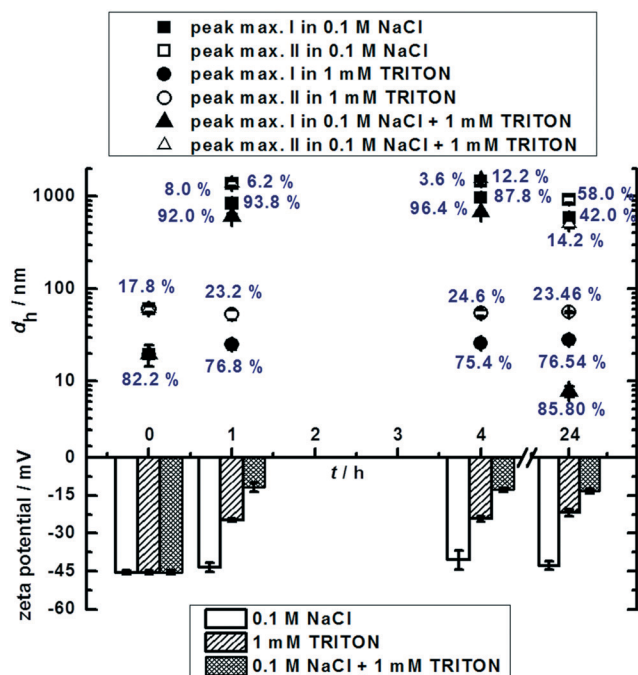 peak max. I in 0.1 M NaCl
peak max. II in 0.1 M NaCl
peak max. I in 1 mM TRITON
peak max. II in 1 mM TRITON
peak max. I in 0.1 M NaCl + 1 mM TRITON
peak max. II in 0.1 M NaCl + 1 mM TRITON
8.0 % 6.2 % 3.6 % 12.2 %
1000 58.0 %
92.0 % 93.8 % 96.4 % 87.8 % 42.0 %
14.2 %
17.8 % 23.2 % 24.6 % 23.46 %
100
dh / nm
82.2 % 76.8 % 75.4 % 76.54 %
10
85.80 %
0 1 2 3 4 24
t / h
0
-15
-30
-45
-60
zeta potential / mV
0.1 M NaCl
1 mM TRITON
0.1 M NaCl + 1 mM TRITON